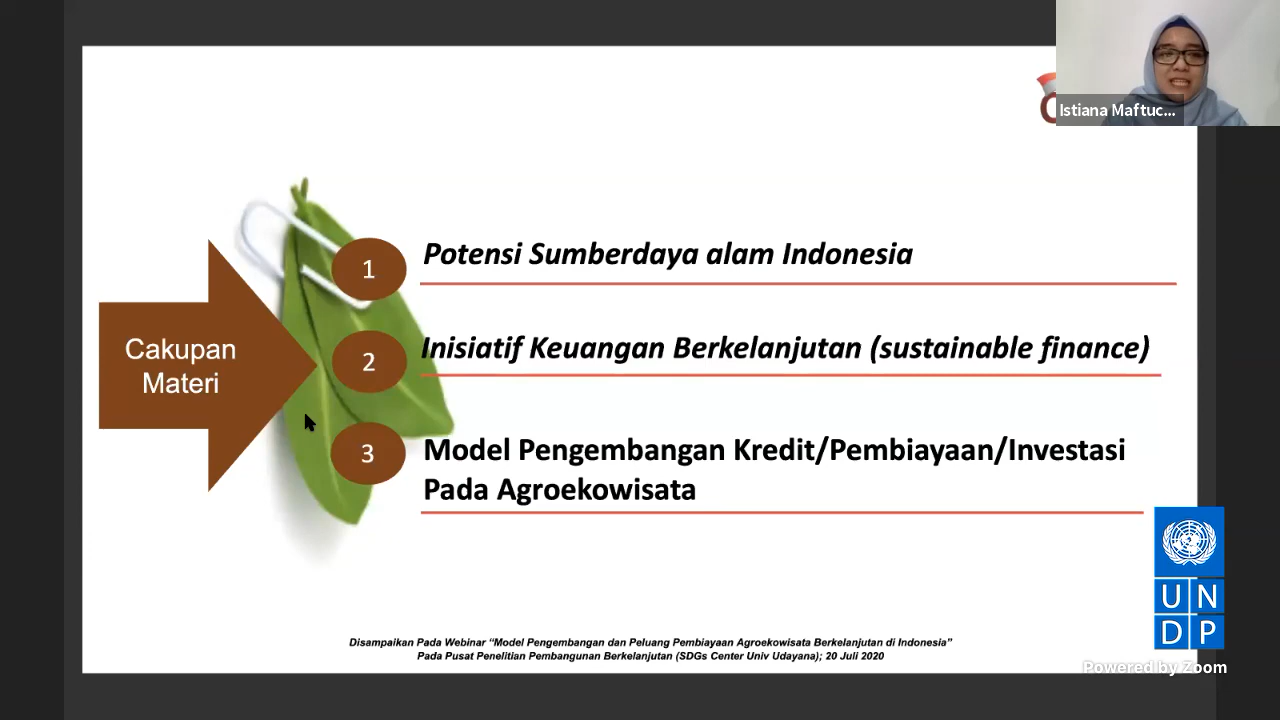 Istiana Maftuc...
Cakupan
Materi
1
Potensi Sumberdaya alam Indonesia
2
Inisiatif Keuangan Berkelanjutan (sustainable finance)
3
Model Pengembangan Kredit/Pembiayaan/Investasi
Pada Agroekowisata
U N
D P
Disampaikan Pada Webinar “Model Pengembangan dan Peluang Pembiayaan Agroekowisata Berkelanjutan di Indonesia”
Pada Pusat Penelitian Pembangunan Berkelanjutan (SDGs Center Univ Udayana); 20 Juli 2020
Powered by Zoom